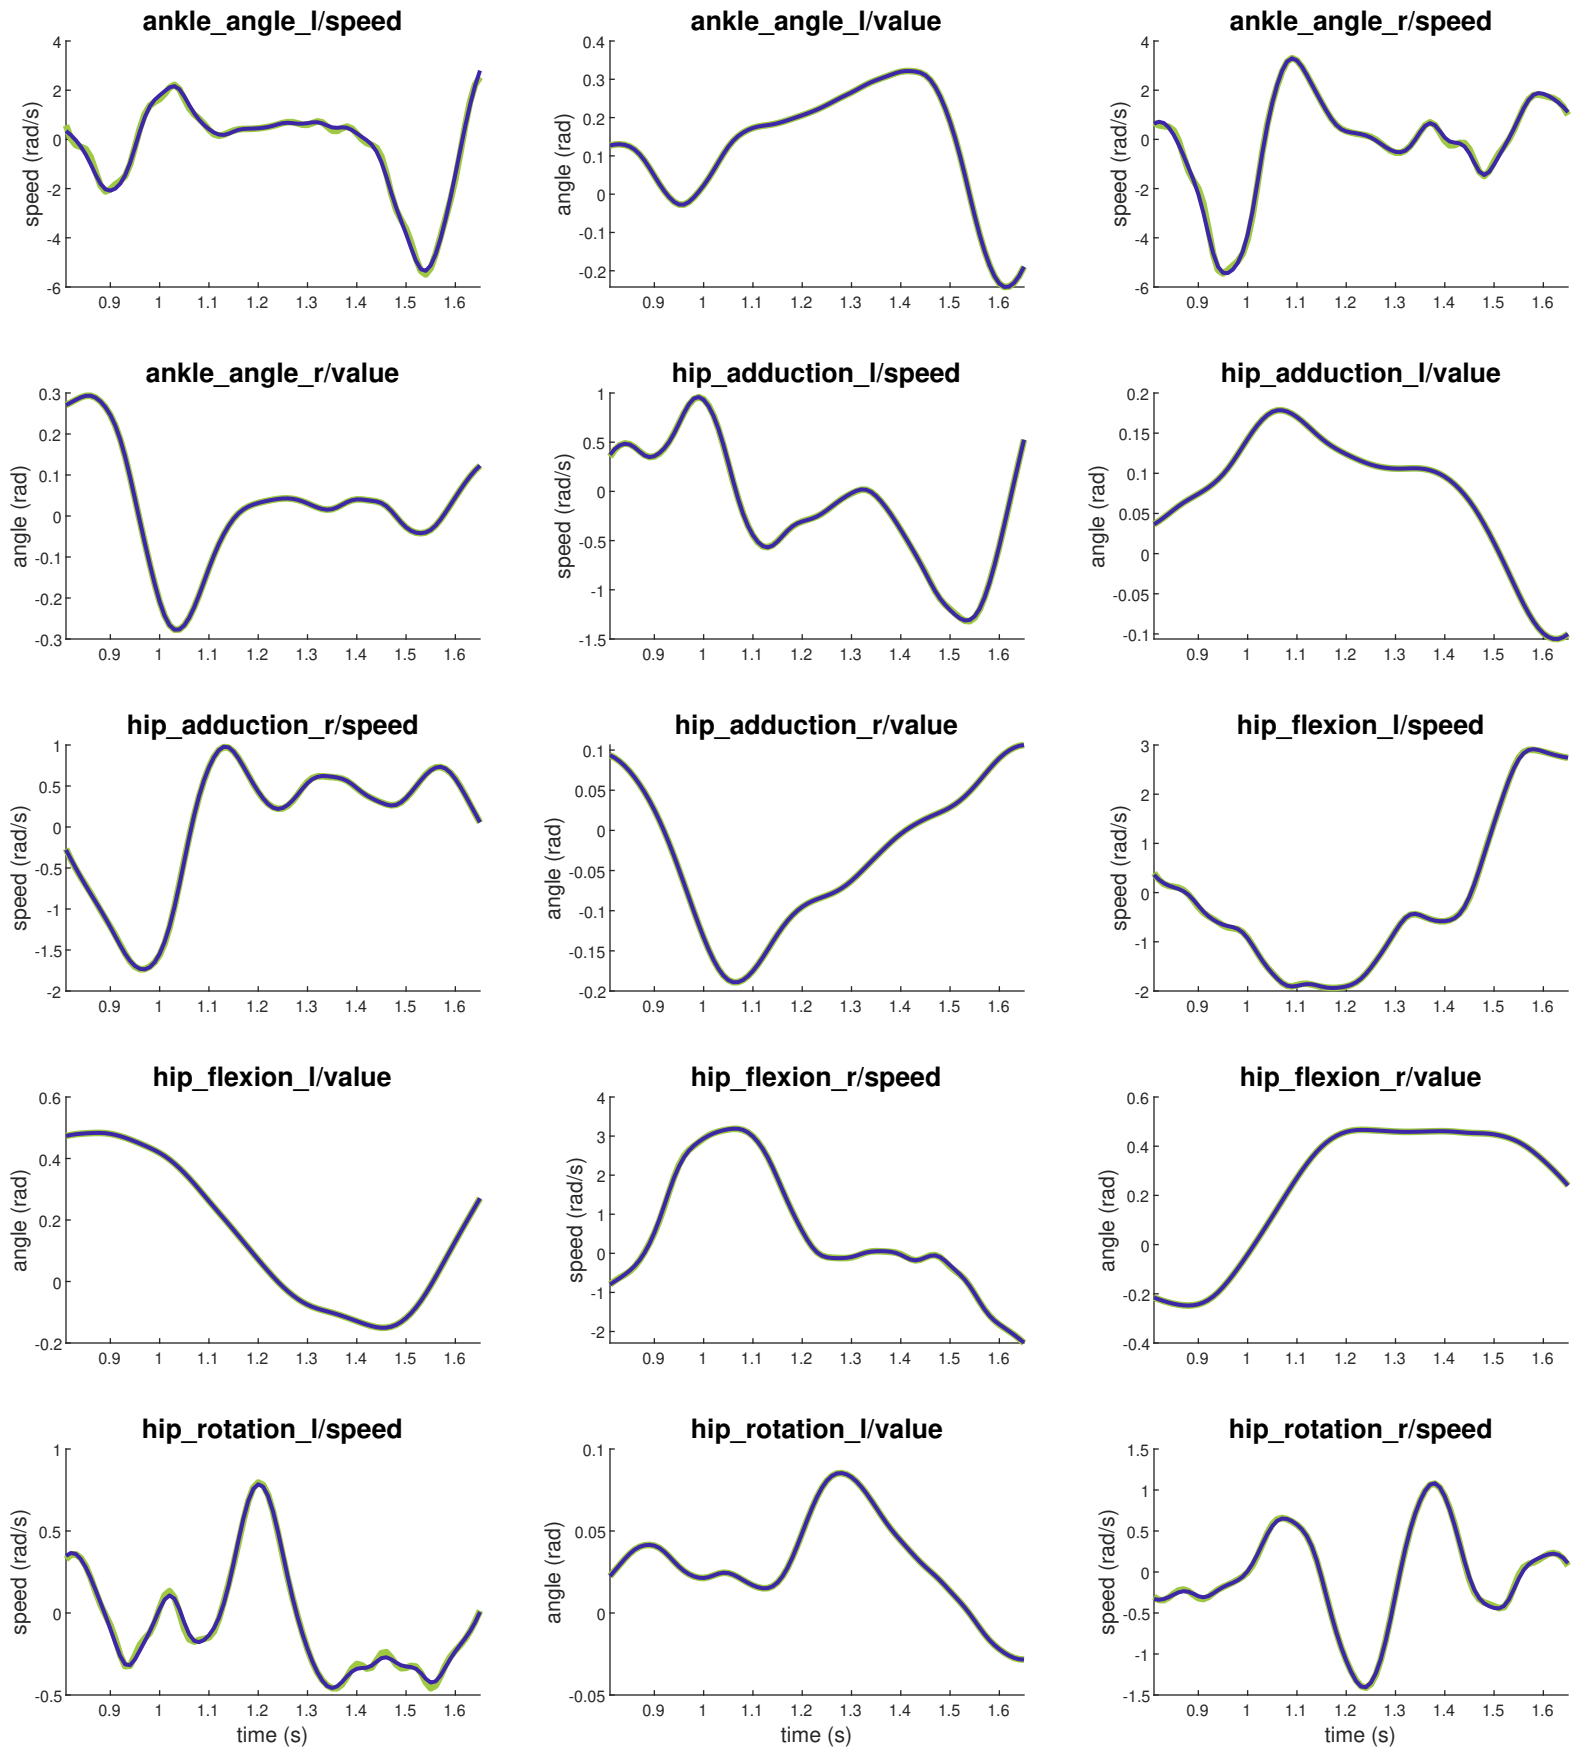 ankle_angle_l/speed
speed (rad/s)
4
2
0
-2
-4
-6
0.9 1 1.1 1.2 1.3 1.4 1.5 1.6
ankle_angle_l/value
angle (rad)
0.4
0.3
0.2
0.1
0
-0.1
-0.2
0.9 1 1.1 1.2 1.3 1.4 1.5 1.6
ankle_angle_r/speed
speed (rad/s)
4
2
0
-2
-4
-6
0.9 1 1.1 1.2 1.3 1.4 1.5 1.6
ankle_angle_r/value
angle (rad)
0.3
0.2
0.1
0
-0.1
-0.2
-0.3
0.9 1 1.1 1.2 1.3 1.4 1.5 1.6
hip_adduction_l/speed
speed (rad/s)
1
0.5
0
-0.5
-1
-1.5
0.9 1 1.1 1.2 1.3 1.4 1.5 1.6
hip_adduction_l/value
angle (rad)
0.2
0.15
0.1
0.05
0
-0.05
-0.1
0.9 1 1.1 1.2 1.3 1.4 1.5 1.6
hip_adduction_r/speed
speed (rad/s)
1
0.5
0
-0.5
-1
-1.5
-2
0.9 1 1.1 1.2 1.3 1.4 1.5 1.6
hip_adduction_r/value
angle (rad)
0.1
0.05
0
-0.05
-0.1
-0.15
-0.2
0.9 1 1.1 1.2 1.3 1.4 1.5 1.6
hip_flexion_l/speed
speed (rad/s)
3
2
1
0
-1
-2
0.9 1 1.1 1.2 1.3 1.4 1.5 1.6
hip_flexion_l/value
angle (rad)
0.6
0.4
0.2
0
-0.2
0.9 1 1.1 1.2 1.3 1.4 1.5 1.6
hip_flexion_r/speed
speed (rad/s)
4
3
2
1
0
-1
-2
0.9 1 1.1 1.2 1.3 1.4 1.5 1.6
hip_flexion_r/value
angle (rad)
0.6
0.4
0.2
0
-0.2
-0.4
0.9 1 1.1 1.2 1.3 1.4 1.5 1.6
hip_rotation_l/speed
speed (rad/s)
1
0.5
0
-0.5
0.9 1 1.1 1.2 1.3 1.4 1.5 1.6
time (s)
hip_rotation_l/value
angle (rad)
0.1
0.05
0
-0.05
0.9 1 1.1 1.2 1.3 1.4 1.5 1.6
time (s)
hip_rotation_r/speed
speed (rad/s)
1.5
1
0.5
0
-0.5
-1
-1.5
0.9 1 1.1 1.2 1.3 1.4 1.5 1.6
time (s)